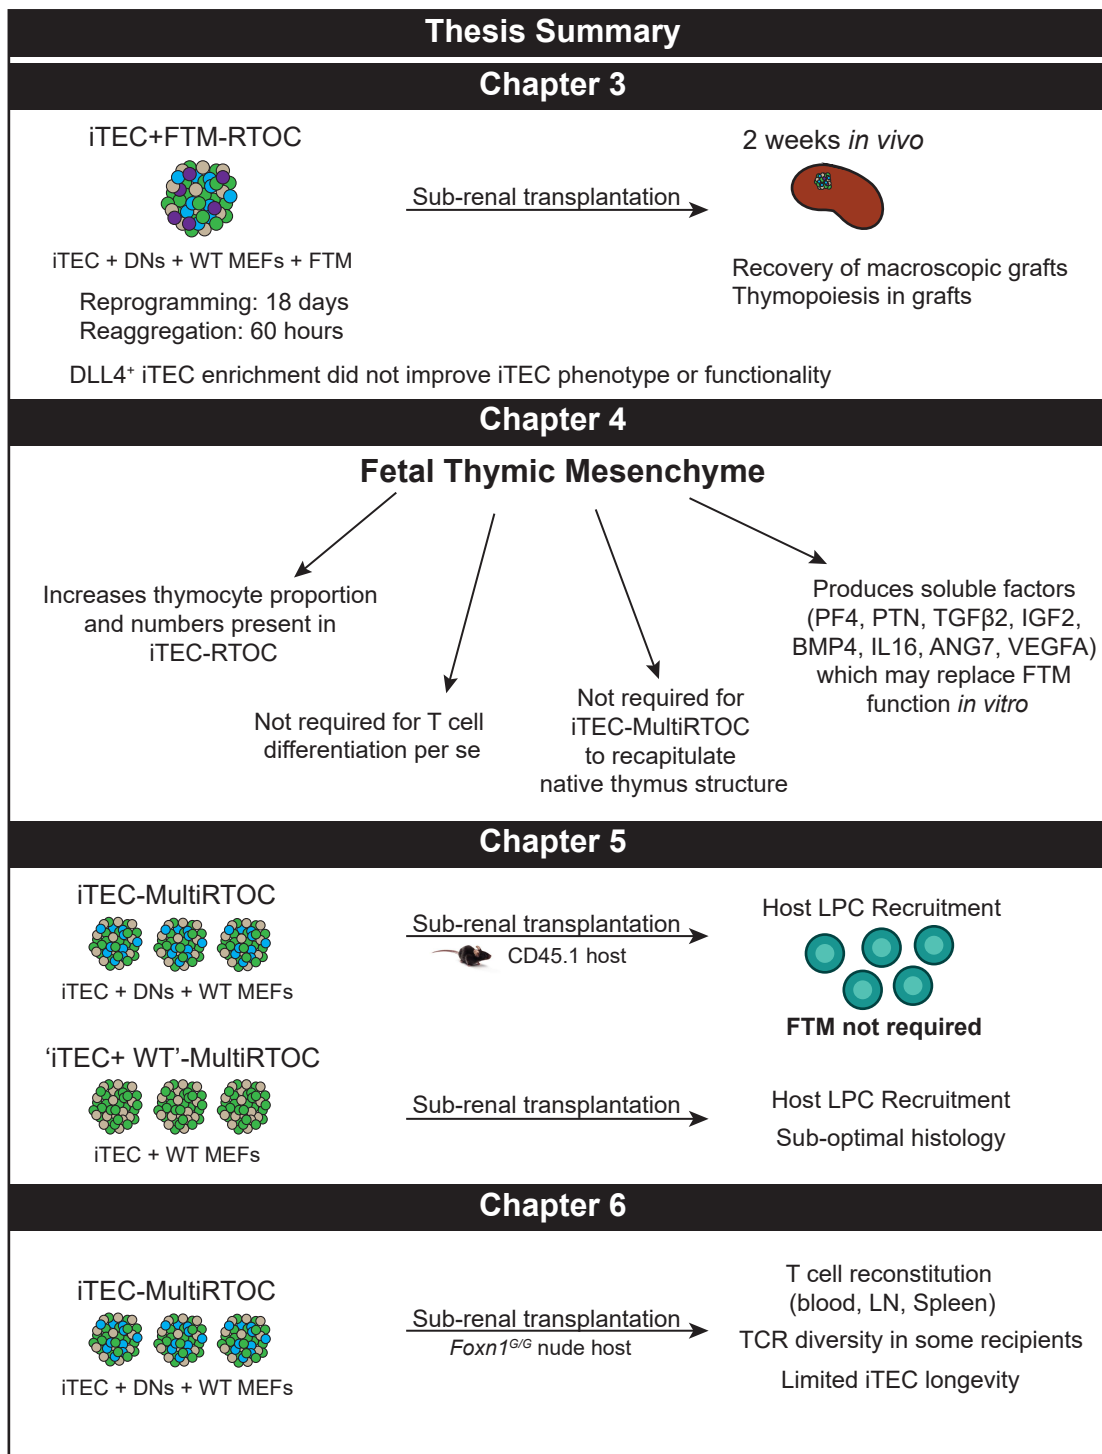 Thesis Summary
Chapter 3
iTEC+FTM-RTOC
2 weeks in vivo
Sub-renal transplantation
iTEC + DNs + WT MEFs + FTM
Reprogramming: 18 days
Reaggregation: 60 hours
Recovery of macroscopic grafts
Thymopoiesis in grafts
DLL4⁺ iTEC enrichment did not improve iTEC phenotype or functionality
Chapter 4
Fetal Thymic Mesenchyme
Increases thymocyte proportion
and numbers present in
iTEC-RTOC
Not required for T cell
differentiation per se
Not required for
iTEC-MultiRTOC
to recapitulate
native thymus structure
Produces soluble factors
(PF4, PTN, TGFβ2, IGF2,
BMP4, IL16, ANG7, VEGFA)
which may replace FTM
function in vitro
Chapter 5
iTEC-MultiRTOC
iTEC + DNs + WT MEFs
Sub-renal transplantation
CD45.1 host
Host LPC Recruitment
FTM not required
‘iTEC+ WT’-MultiRTOC
iTEC + WT MEFs
Sub-renal transplantation
Host LPC Recruitment
Sub-optimal histology
Chapter 6
iTEC-MultiRTOC
iTEC + DNs + WT MEFs
Sub-renal transplantation
Foxn1ᴳ/ᴳ nude host
T cell reconstitution
(blood, LN, Spleen)
TCR diversity in some recipients
Limited iTEC longevity